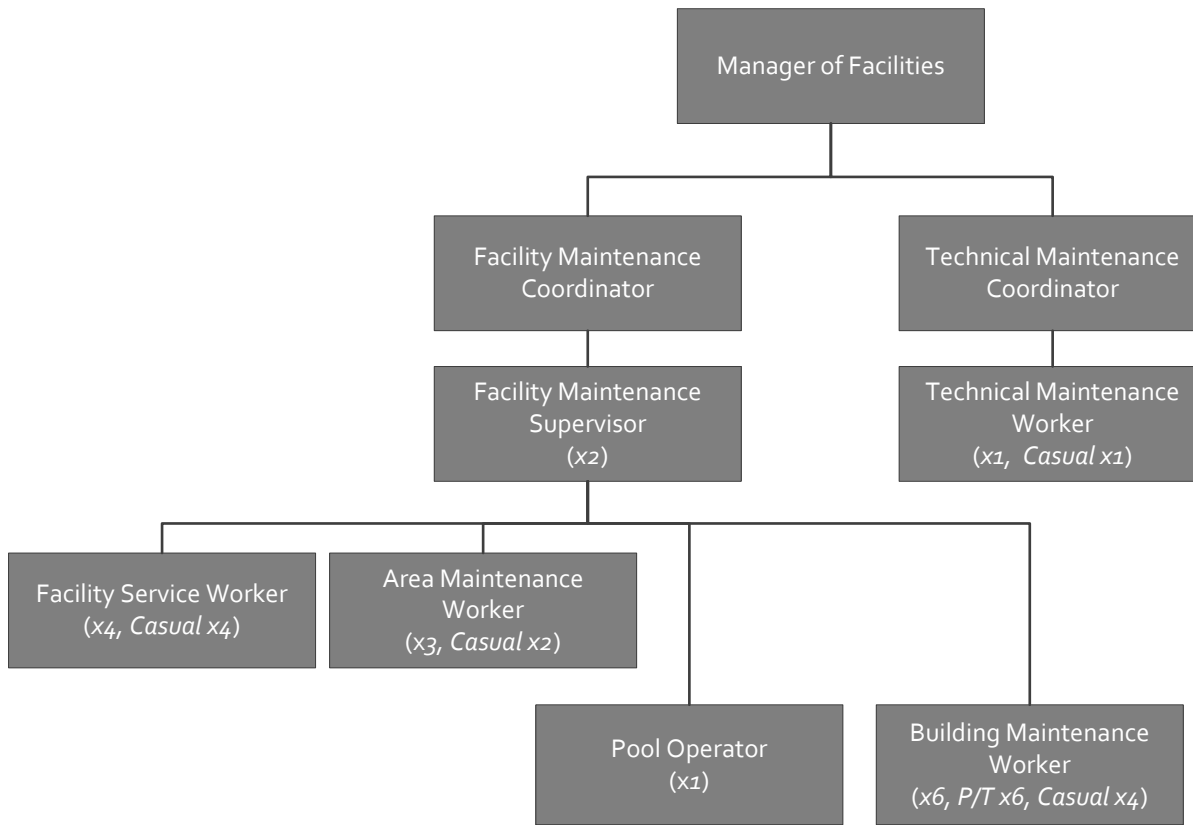 Manager of Facilities
Facility Maintenance
Coordinator
Technical Maintenance
Coordinator
Facility Maintenance
Supervisor
(x2)
Technical Maintenance
Worker
(x1, Casual x1)
Facility Service Worker
(x4, Casual x4)
Area Maintenance
Worker
(x3, Casual x2)
Pool Operator
(x1)
Building Maintenance
Worker
(x6, P/T x6, Casual x4)